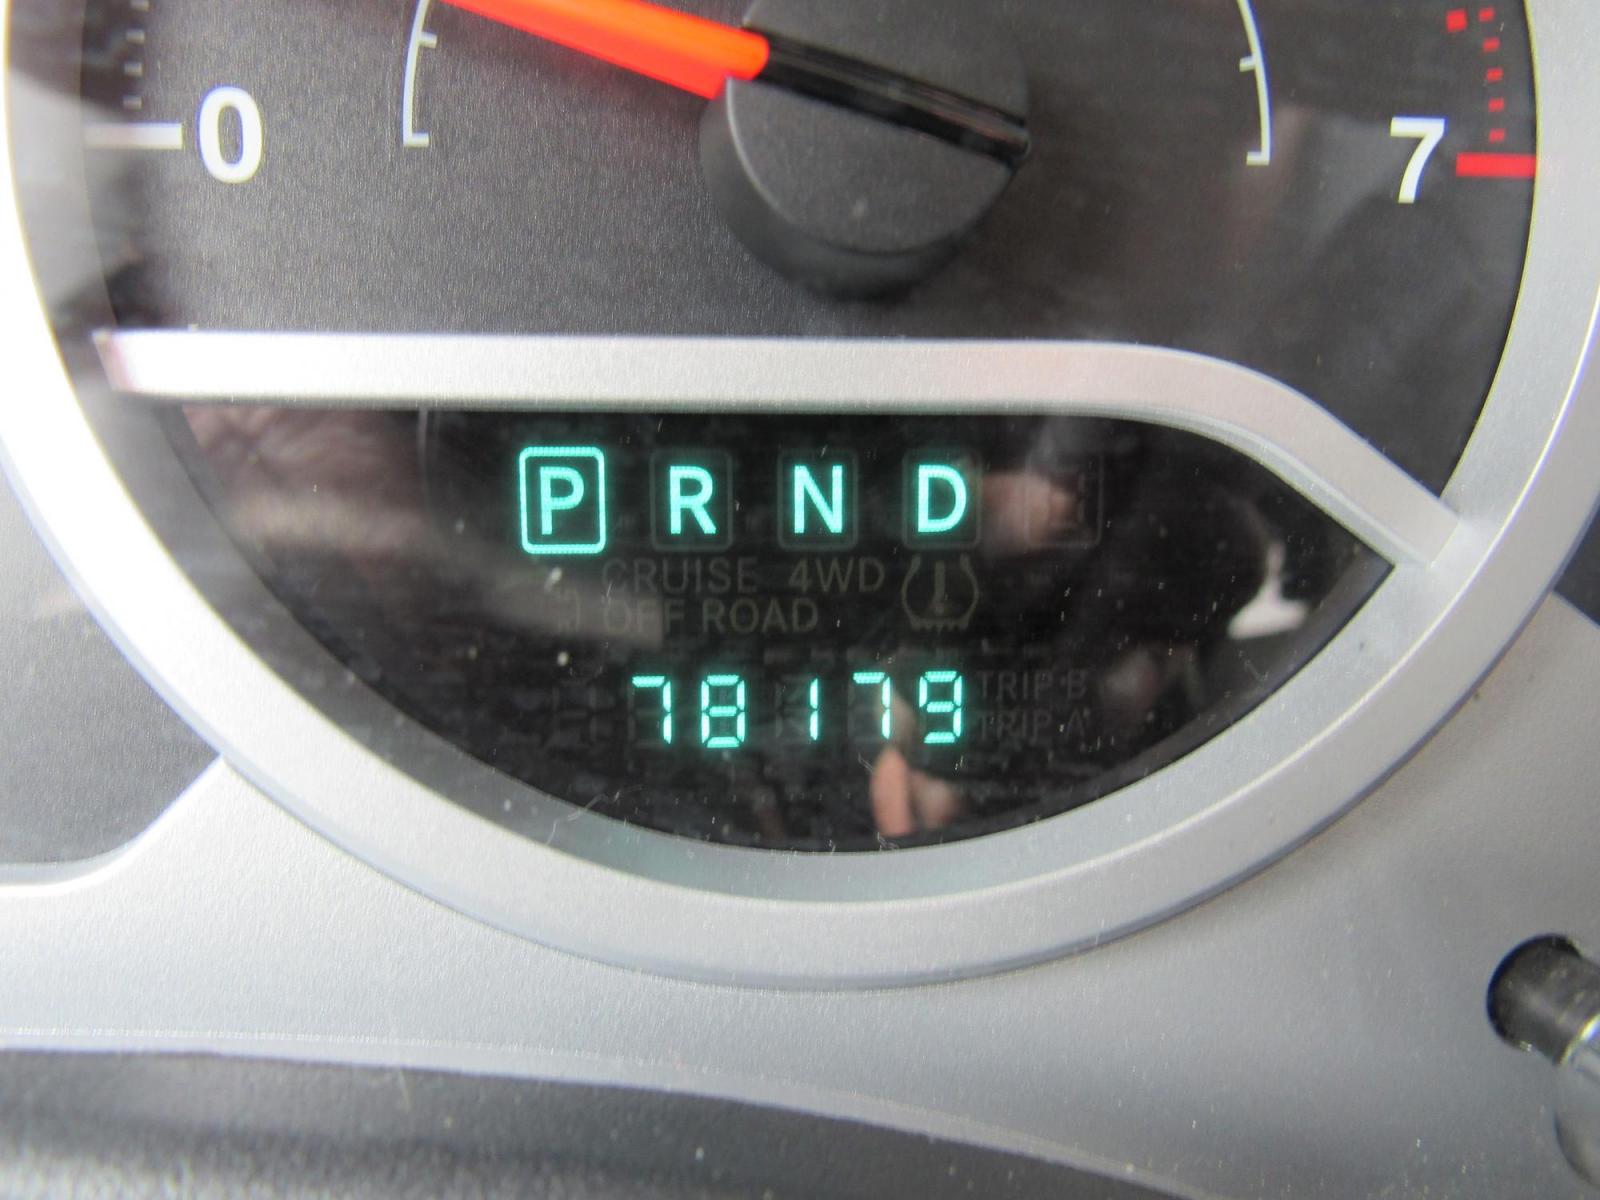 0 7
P R N D
CRUISE 4WD
OFF ROAD
78179
TRIP B
TRIP A